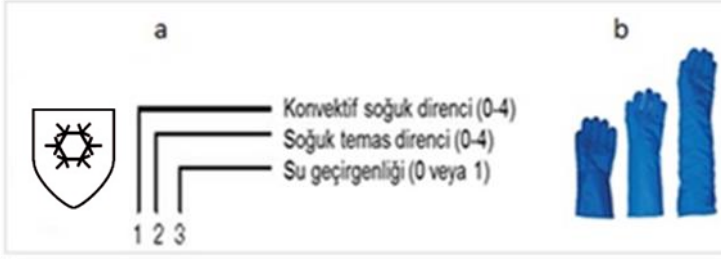 a
b
Konvektif soğuk direnci (0-4)
Soğuk temas direnci (0-4)
Su geçirgenliği (0 veya 1)
1 2 3